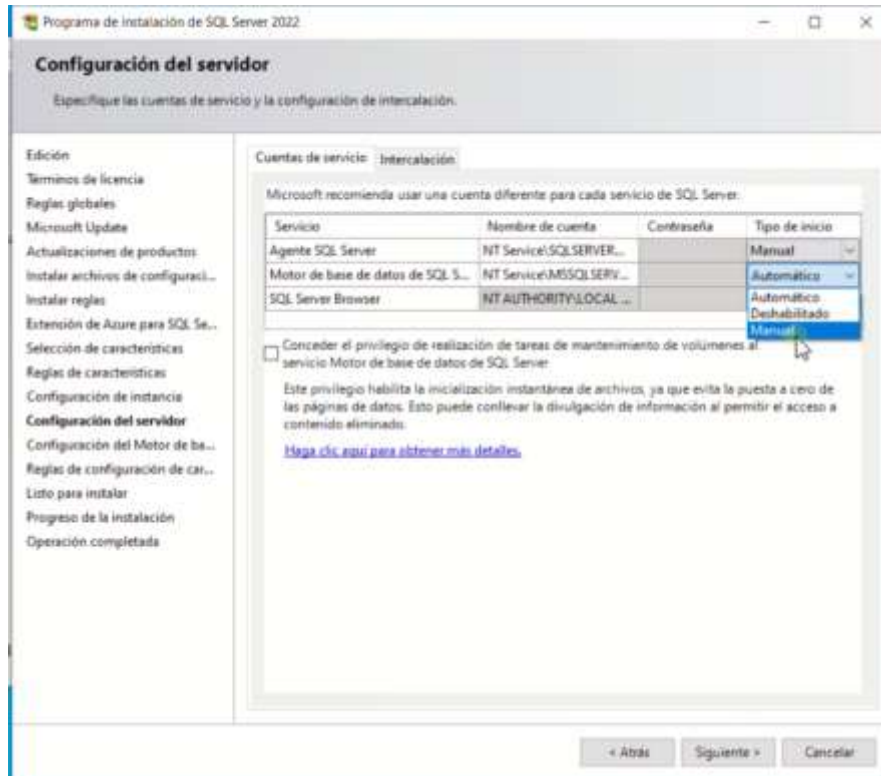 Programa de instalación de SQL Server 2022
Configuración del servidor
Especifique las cuentas de servicio y la configuración de intercalación.
Edición
Términos de licencia
Reglas globales
Microsoft Update
Actualizaciones de productos
Instalar archivos de configuraci...
Instalar reglas
Extensión de Azure para SQL Se...
Selección de características
Reglas de características
Configuración de instancia
Configuración del servidor
Configuración del Motor de ba...
Reglas de configuración de car...
Listo para instalar
Progreso de la instalación
Operación completada
Cuentas de servicio Intercalación
Microsoft recomienda usar una cuenta diferente para cada servicio de SQL Server.
Servicio Nombre de cuenta Contraseña Tipo de inicio
Agente SQL Server NT Service\SQLSERVER... Manual
Motor de base de datos de SQL S... NT Service\MSSQLSERV... Automático
SQL Server Browser NT AUTHORITY\LOCAL ... Automático
Deshabilitado
Manual
Conceder el privilegio de realización de tareas de mantenimiento de volúmenes al
servicio Motor de base de datos de SQL Server
Este privilegio habilita la inicialización instantánea de archivos, ya que evita la puesta a cero de
las páginas de datos. Esto puede conllevar la divulgación de información al permitir el acceso a
contenido eliminado.
Haga clic aquí para obtener más detalles.
< Atrás Siguiente > Cancelar